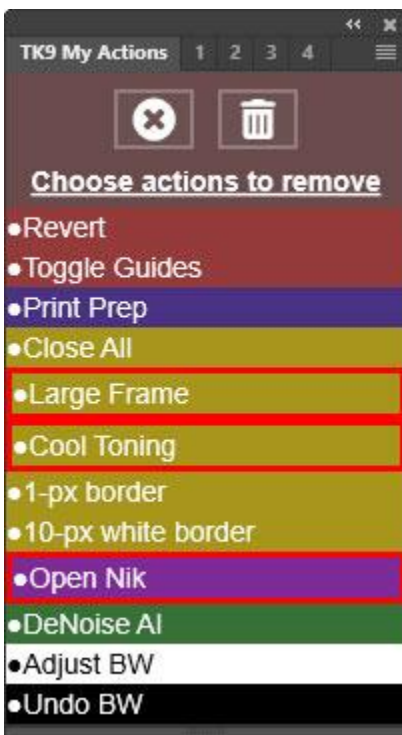 TK9 My Actions 1 2 3 4
Choose actions to remove
•Revert
•Toggle Guides
•Print Prep
•Close All
•Large Frame
•Cool Toning
•1-px border
•10-px white border
•Open Nik
•DeNoise AI
•Adjust BW
•Undo BW